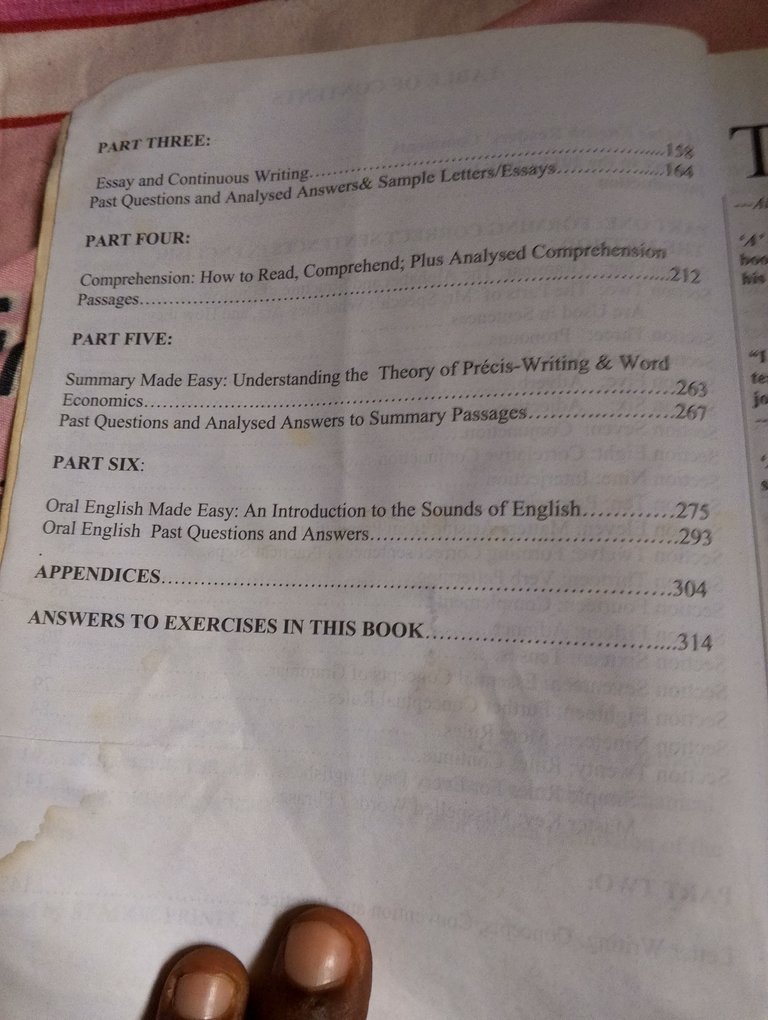 PART THREE:
Essay and Continuous Writing..............................................158
Past Questions and Analysed Answers& Sample Letters/Essays..................164
PART FOUR:
Comprehension: How to Read, Comprehend; Plus Analysed Comprehension
Passages..............................................................................212
PART FIVE:
Summary Made Easy: Understanding the Theory of Précis-Writing & Word
Economics..............................................................................263
Past Questions and Analysed Answers to Summary Passages......................267
PART SIX:
Oral English Made Easy: An Introduction to the Sounds of English............275
Oral English Past Questions and Answers..........................................293
APPENDICES......................................................................304
ANSWERS TO EXERCISES IN THIS BOOK..................................314